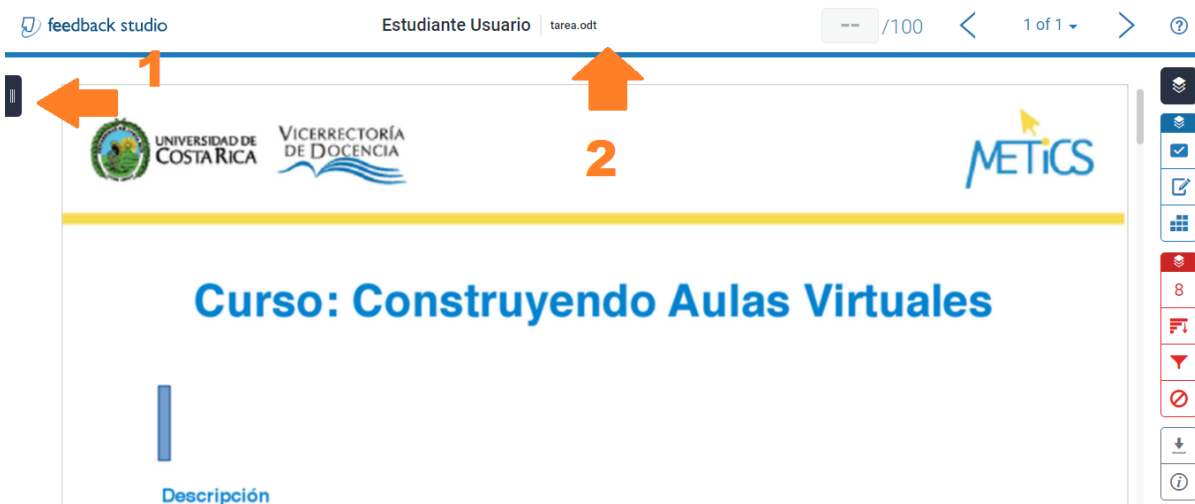 feedback studio
Estudiante Usuario tarea.odt
-- /100
1 of 1
?
1
2
UNIVERSIDAD DE
COSTA RICA
VICERRECTORÍA
DE DOCENCIA
METiCS
Curso: Construyendo Aulas Virtuales
8
i
Descripción